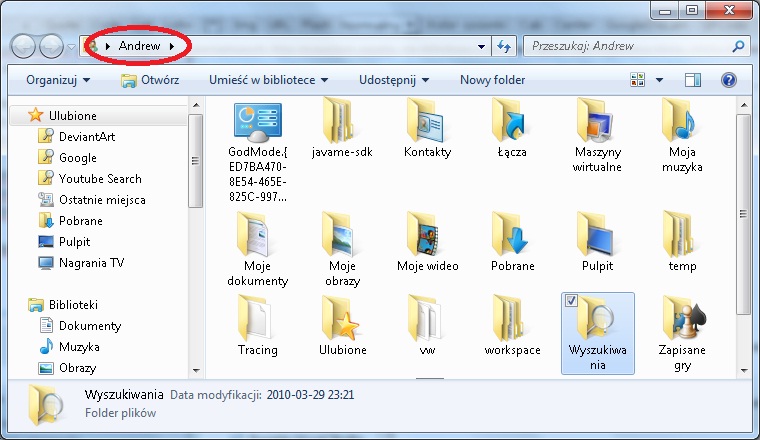 Andrew
Przeszukaj: Andrew
Organizuj
Otwórz
Umieść w bibliotece
Udostępnij
Nowy folder
Ulubione
DeviantArt
Google
Youtube Search
Ostatnie miejsca
Pobrane
Pulpit
Nagrania TV
Biblioteki
Dokumenty
Muzyka
Obrazy
GodMode.{
ED7BA470-
8E54-465E-
825C-997...
javame-sdk
Kontakty
Łącza
Maszyny
wirtualne
Moja
muzyka
Moje
dokumenty
Moje
obrazy
Moje wideo
Pobrane
Pulpit
temp
Tracing
Ulubione
vw
workspace
Wyszukiwa
nia
Zapisane
gry
Wyszukiwania Data modyfikacji: 2010-03-29 23:21
Folder plików